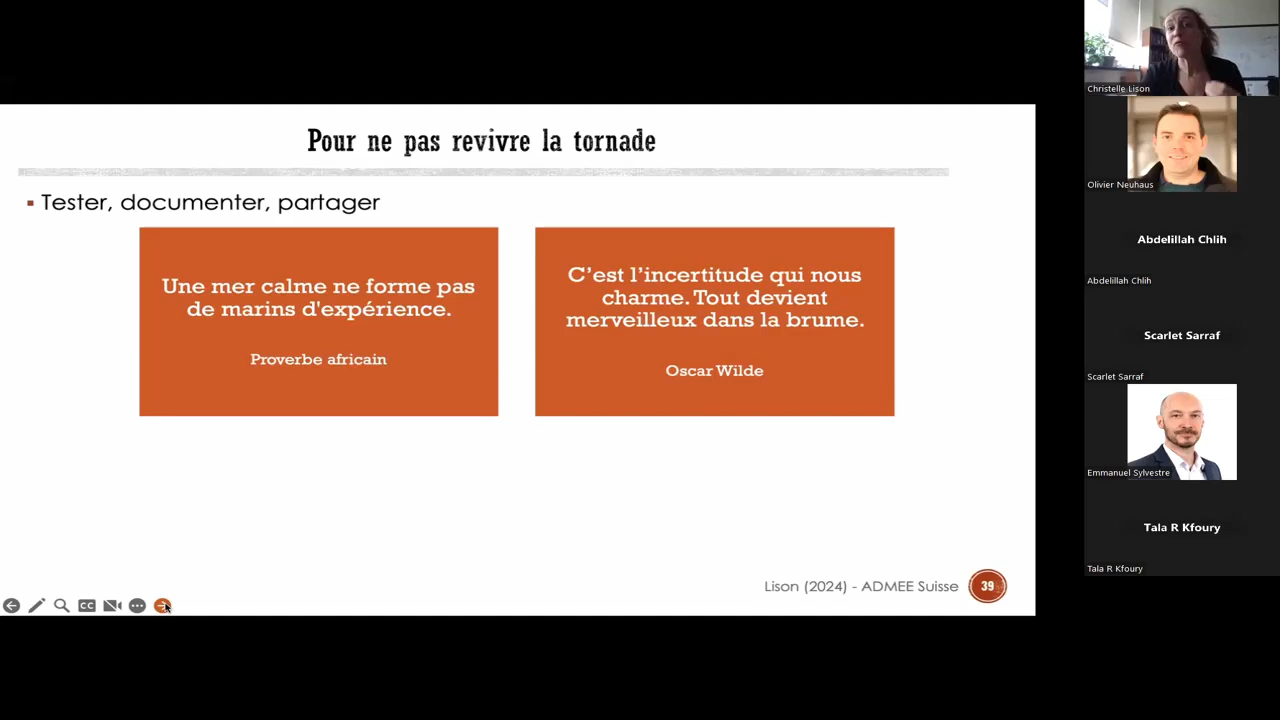 Pour ne pas revivre la tornade
Tester, documenter, partager
Une mer calme ne forme pas
de marins d'expérience.
Proverbe africain
C’est l’incertitude qui nous
charme. Tout devient
merveilleux dans la brume.
Oscar Wilde
Lison (2024) - ADMEE Suisse
39
CC
Christelle Lison
Olivier Neuhaus
Abdelillah Chlih
Abdelillah Chlih
Scarlet Sarraf
Scarlet Sarraf
Emmanuel Sylvestre
Tala R Kfoury
Tala R Kfoury